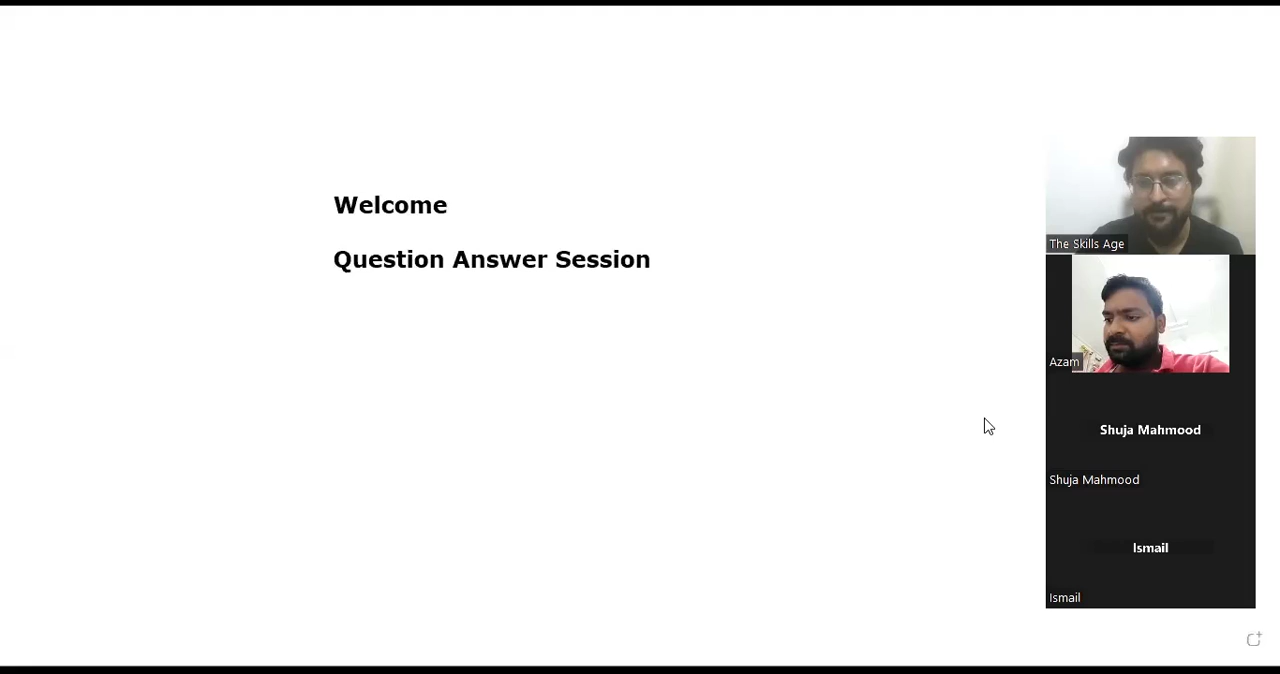 Welcome
Question Answer Session
The Skills Age
Azam
Shuja Mahmood
Shuja Mahmood
Ismail
Ismail